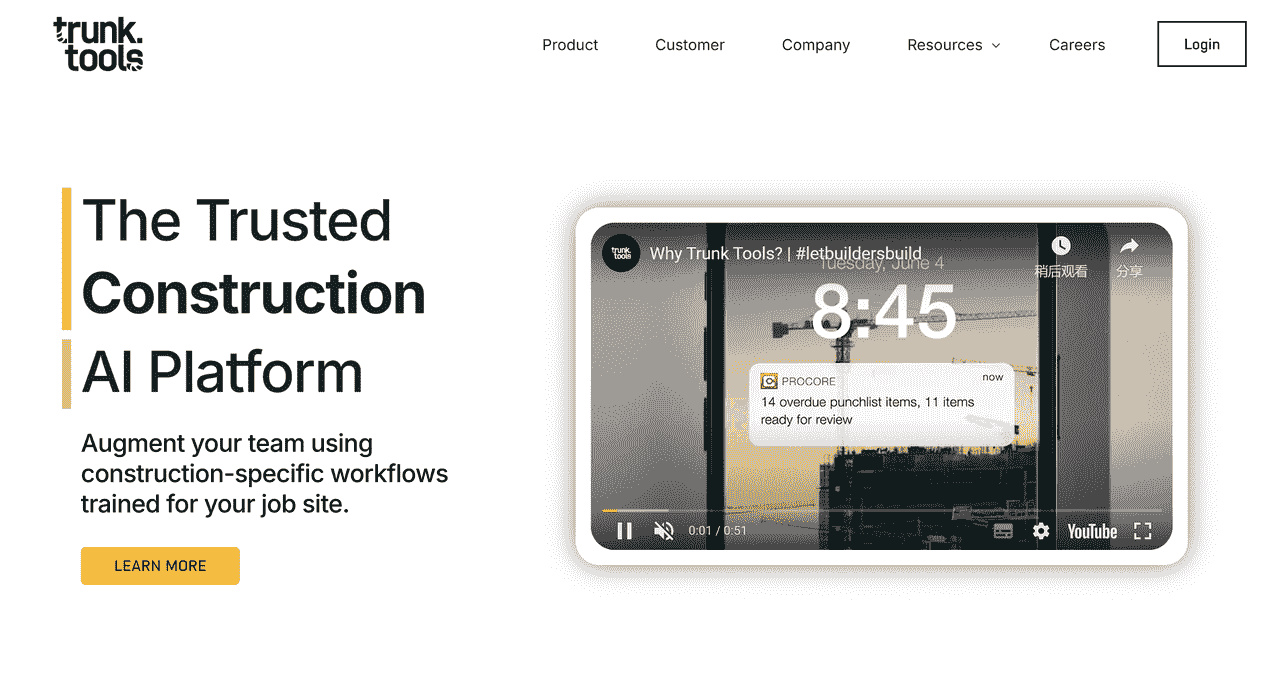 trunk.
tools
Product
Customer
Company
Resources
Careers
Login
The Trusted
Construction
AI Platform
Augment your team using
construction-specific workflows
trained for your job site.
LEARN MORE
trunk.
tools
Why Trunk Tools? | #letbuildersbuild
稍后观看
分享
Tuesday, June 4
8:45
PROCORE
now
14 overdue punchlist items, 11 items
ready for review
0:01 / 0:51
YouTube